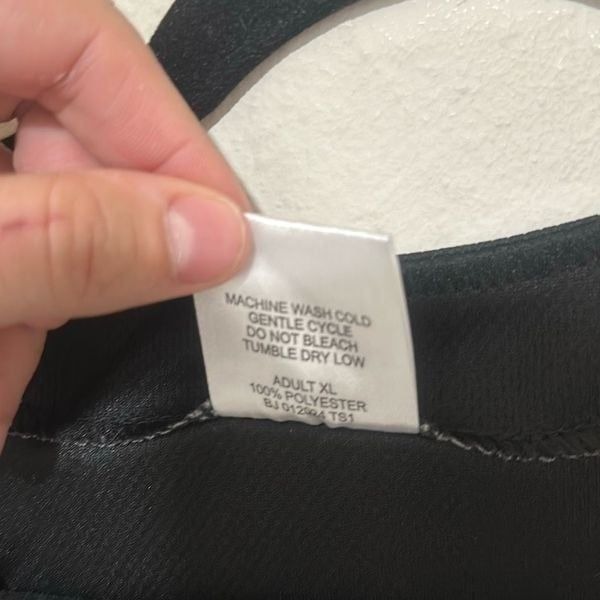 MACHINE WASH COLD
GENTLE CYCLE
DO NOT BLEACH
TUMBLE DRY LOW
ADULT XL
100% POLYESTER
BJ TS1